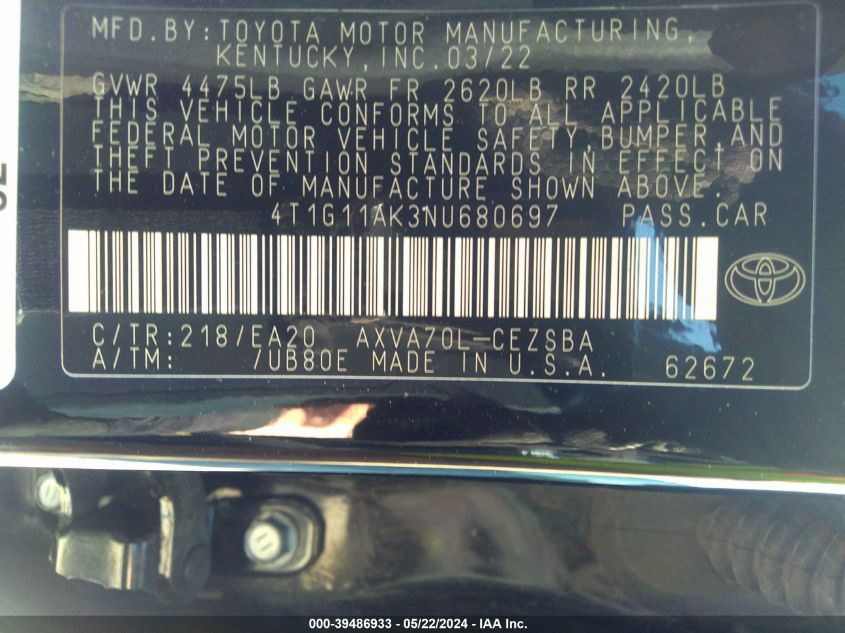 MFD.BY:TOYOTA MOTOR MANUFACTURING,
KENTUCKY,INC.03/22
GVWR 4475LB GAWR FR 2620LB RR 2420LB
THIS VEHICLE CONFORMS TO ALL APPLICABLE
FEDERAL MOTOR VEHICLE SAFETY,BUMPER,AND
THEFT PREVENTION STANDARDS IN EFFECT ON
THE DATE OF MANUFACTURE SHOWN ABOVE.
4T1G11AK3NU680697 PASS.CAR
C/TR:218/EA20 AXVA70L-CEZSBA
A/TM: /UB80E MADE IN U.S.A. 62672
000-39486933 - 05/22/2024 - IAA Inc.